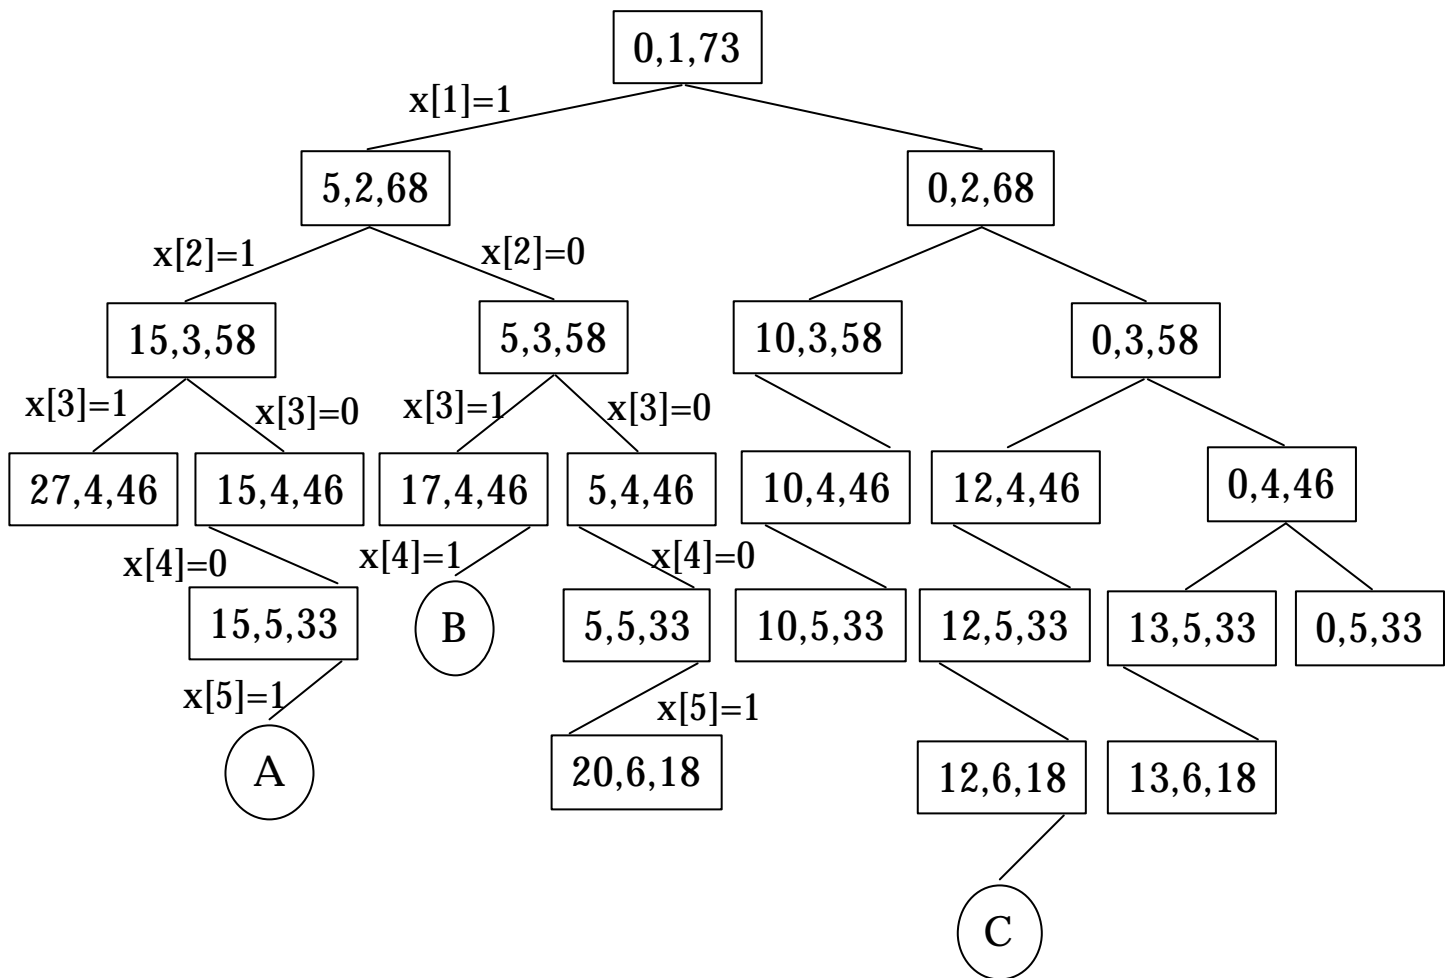 0,1,73
x[1]=1
5,2,68
0,2,68
x[2]=1
x[2]=0
15,3,58
5,3,58
10,3,58
0,3,58
x[3]=1
x[3]=0
x[3]=1
x[3]=0
27,4,46
15,4,46
17,4,46
5,4,46
10,4,46
12,4,46
0,4,46
x[4]=0
x[4]=1
x[4]=0
15,5,33
B
5,5,33
10,5,33
12,5,33
13,5,33
0,5,33
x[5]=1
x[5]=1
A
20,6,18
12,6,18
13,6,18
C